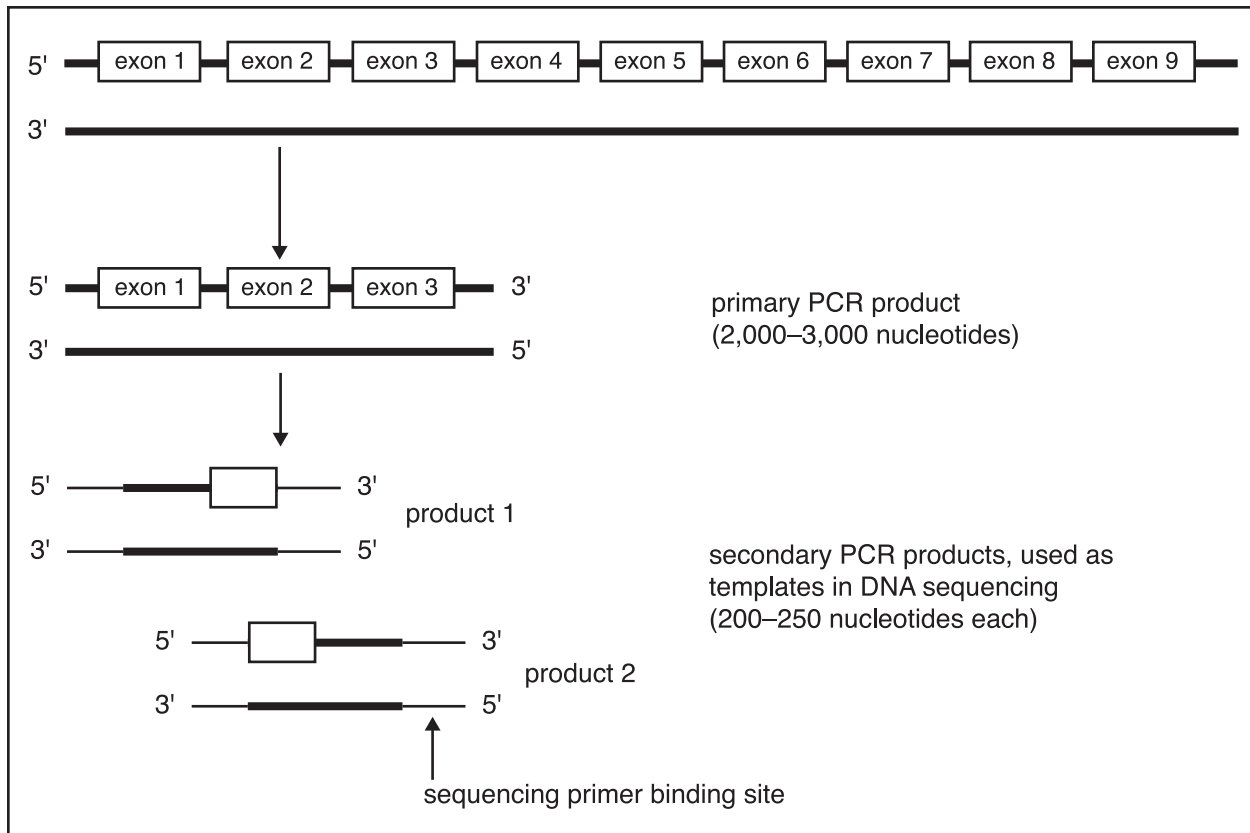 5' exon 1 exon 2 exon 3 exon 4 exon 5 exon 6 exon 7 exon 8 exon 9
3'
5' exon 1 exon 2 exon 3 3'
3' 5'
primary PCR product
(2,000–3,000 nucleotides)
5' 3'
product 1
3' 5'
secondary PCR products, used as
templates in DNA sequencing
(200–250 nucleotides each)
5' 3'
product 2
3' 5'
sequencing primer binding site